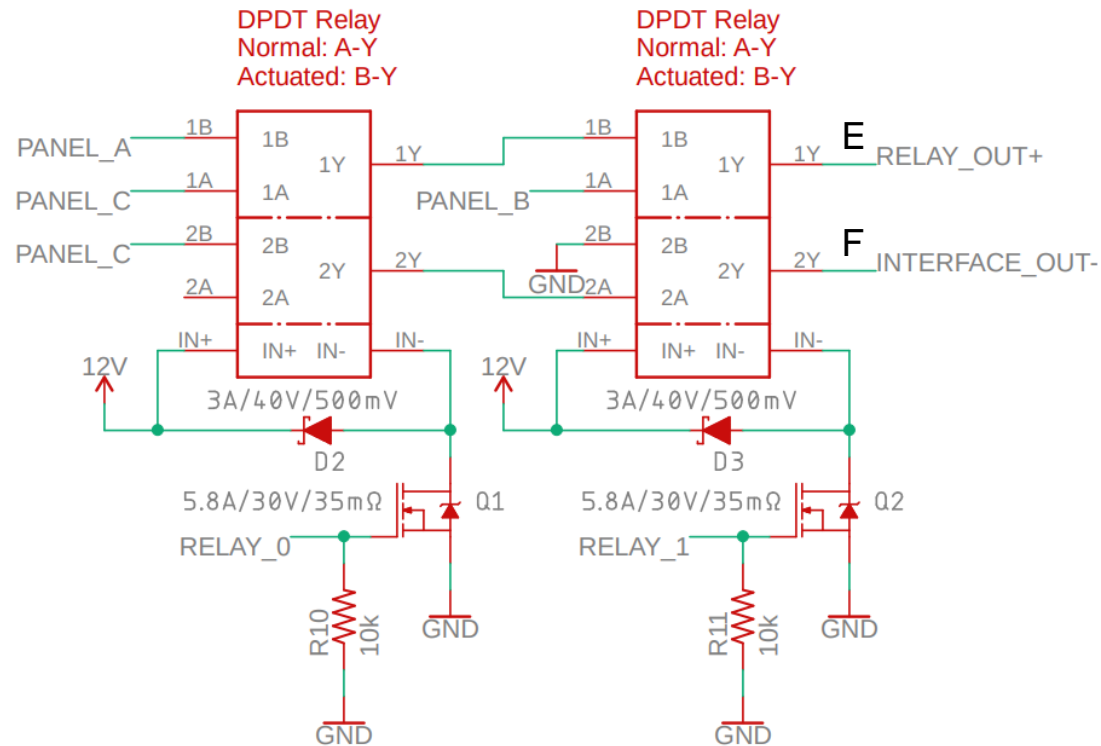 DPDT Relay
Normal: A-Y
Actuated: B-Y
DPDT Relay
Normal: A-Y
Actuated: B-Y
PANEL_A
1B
1B
1Y
1Y
PANEL_C
1A
1A
PANEL_C
2B
2B
2Y
2Y
2A
2A
IN+
IN+
IN-
IN-
12V
3A/40V/500mV
D2
5.8A/30V/35mΩ
Q1
RELAY_0
R10
10k
GND
GND
1B
1B
1Y
1Y
E
RELAY_OUT+
PANEL_B
1A
1A
2B
2B
GND
2Y
2Y
F
INTERFACE_OUT-
2A
2A
IN+
IN+
IN-
IN-
12V
3A/40V/500mV
D3
5.8A/30V/35mΩ
Q2
RELAY_1
R11
10k
GND
GND